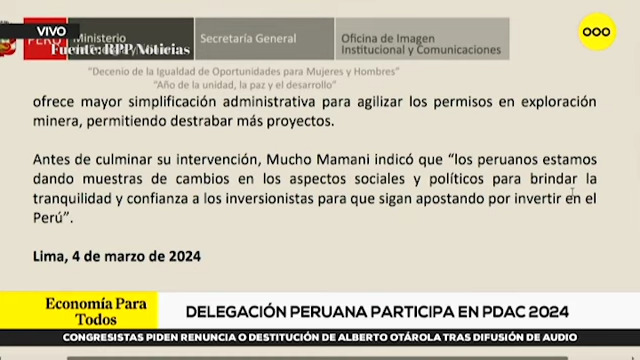 VIVO
PERÚ
Ministerio
Secretaría General
Oficina de Imagen
Institucional y Comunicaciones
Fuente: RPP/Noticias
"Decenio de la Igualdad de Oportunidades para Mujeres y Hombres"
"Año de la unidad, la paz y el desarrollo"
ofrece mayor simplificación administrativa para agilizar los permisos en exploración
minera, permitiendo destrabar más proyectos.
Antes de culminar su intervención, Mucho Mamani indicó que "los peruanos estamos
dando muestras de cambios en los aspectos sociales y políticos para brindar la
tranquilidad y confianza a los inversionistas para que sigan apostando por invertir en el
Perú".
Lima, 4 de marzo de 2024
Economía Para
Todos
DELEGACIÓN PERUANA PARTICIPA EN PDAC 2024
CONGRESISTAS PIDEN RENUNCIA O DESTITUCIÓN DE ALBERTO OTÁROLA TRAS DIFUSIÓN DE AUDIO